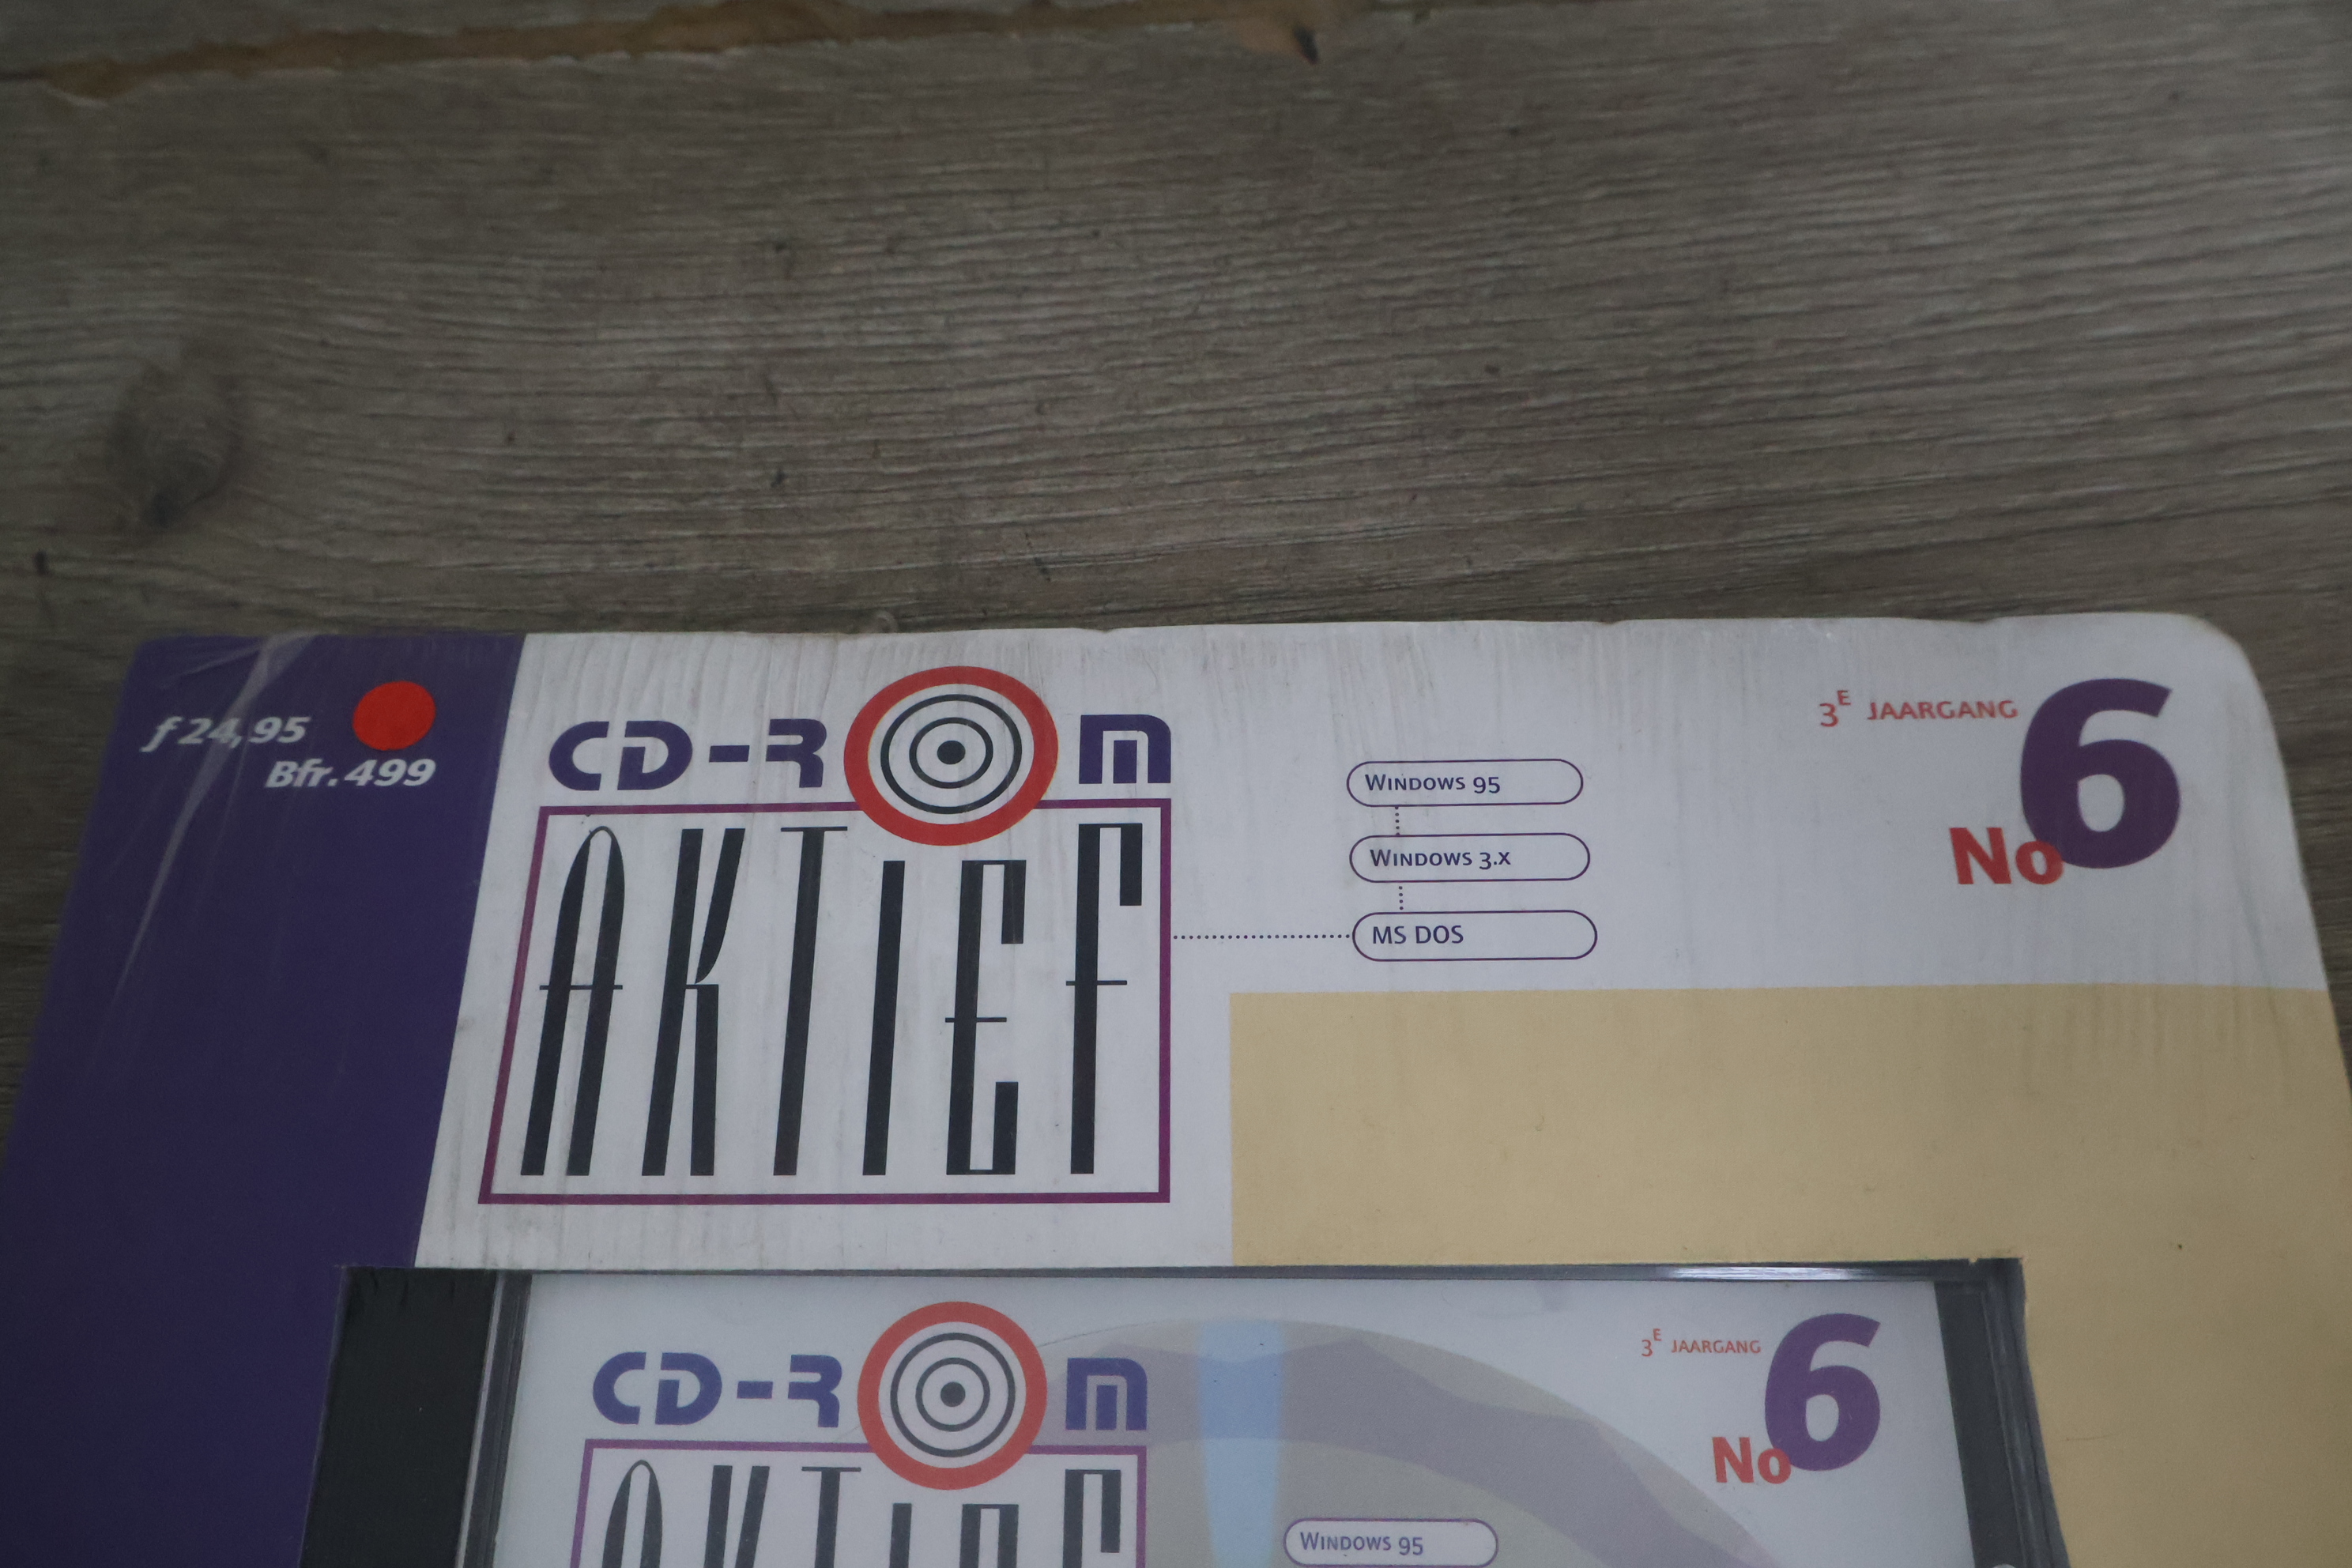 ƒ 24,95
Bfr. 499
CD-ROM
AKTIEF
WINDOWS 95
WINDOWS 3.X
MS DOS
3E JAARGANG
No 6
CD-ROM
AKTIEF
3E JAARGANG
No 6
WINDOWS 95